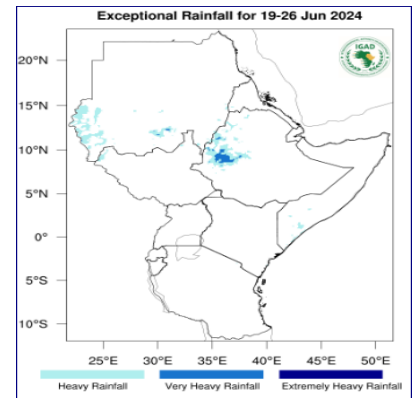 Exceptional Rainfall for 19-26 Jun 2024
IGAD
20°N
15°N
10°N
5°N
0°
5°S
10°S
25°E 30°E 35°E 40°E 45°E 50°E
Heavy Rainfall Very Heavy Rainfall Extremely Heavy Rainfall